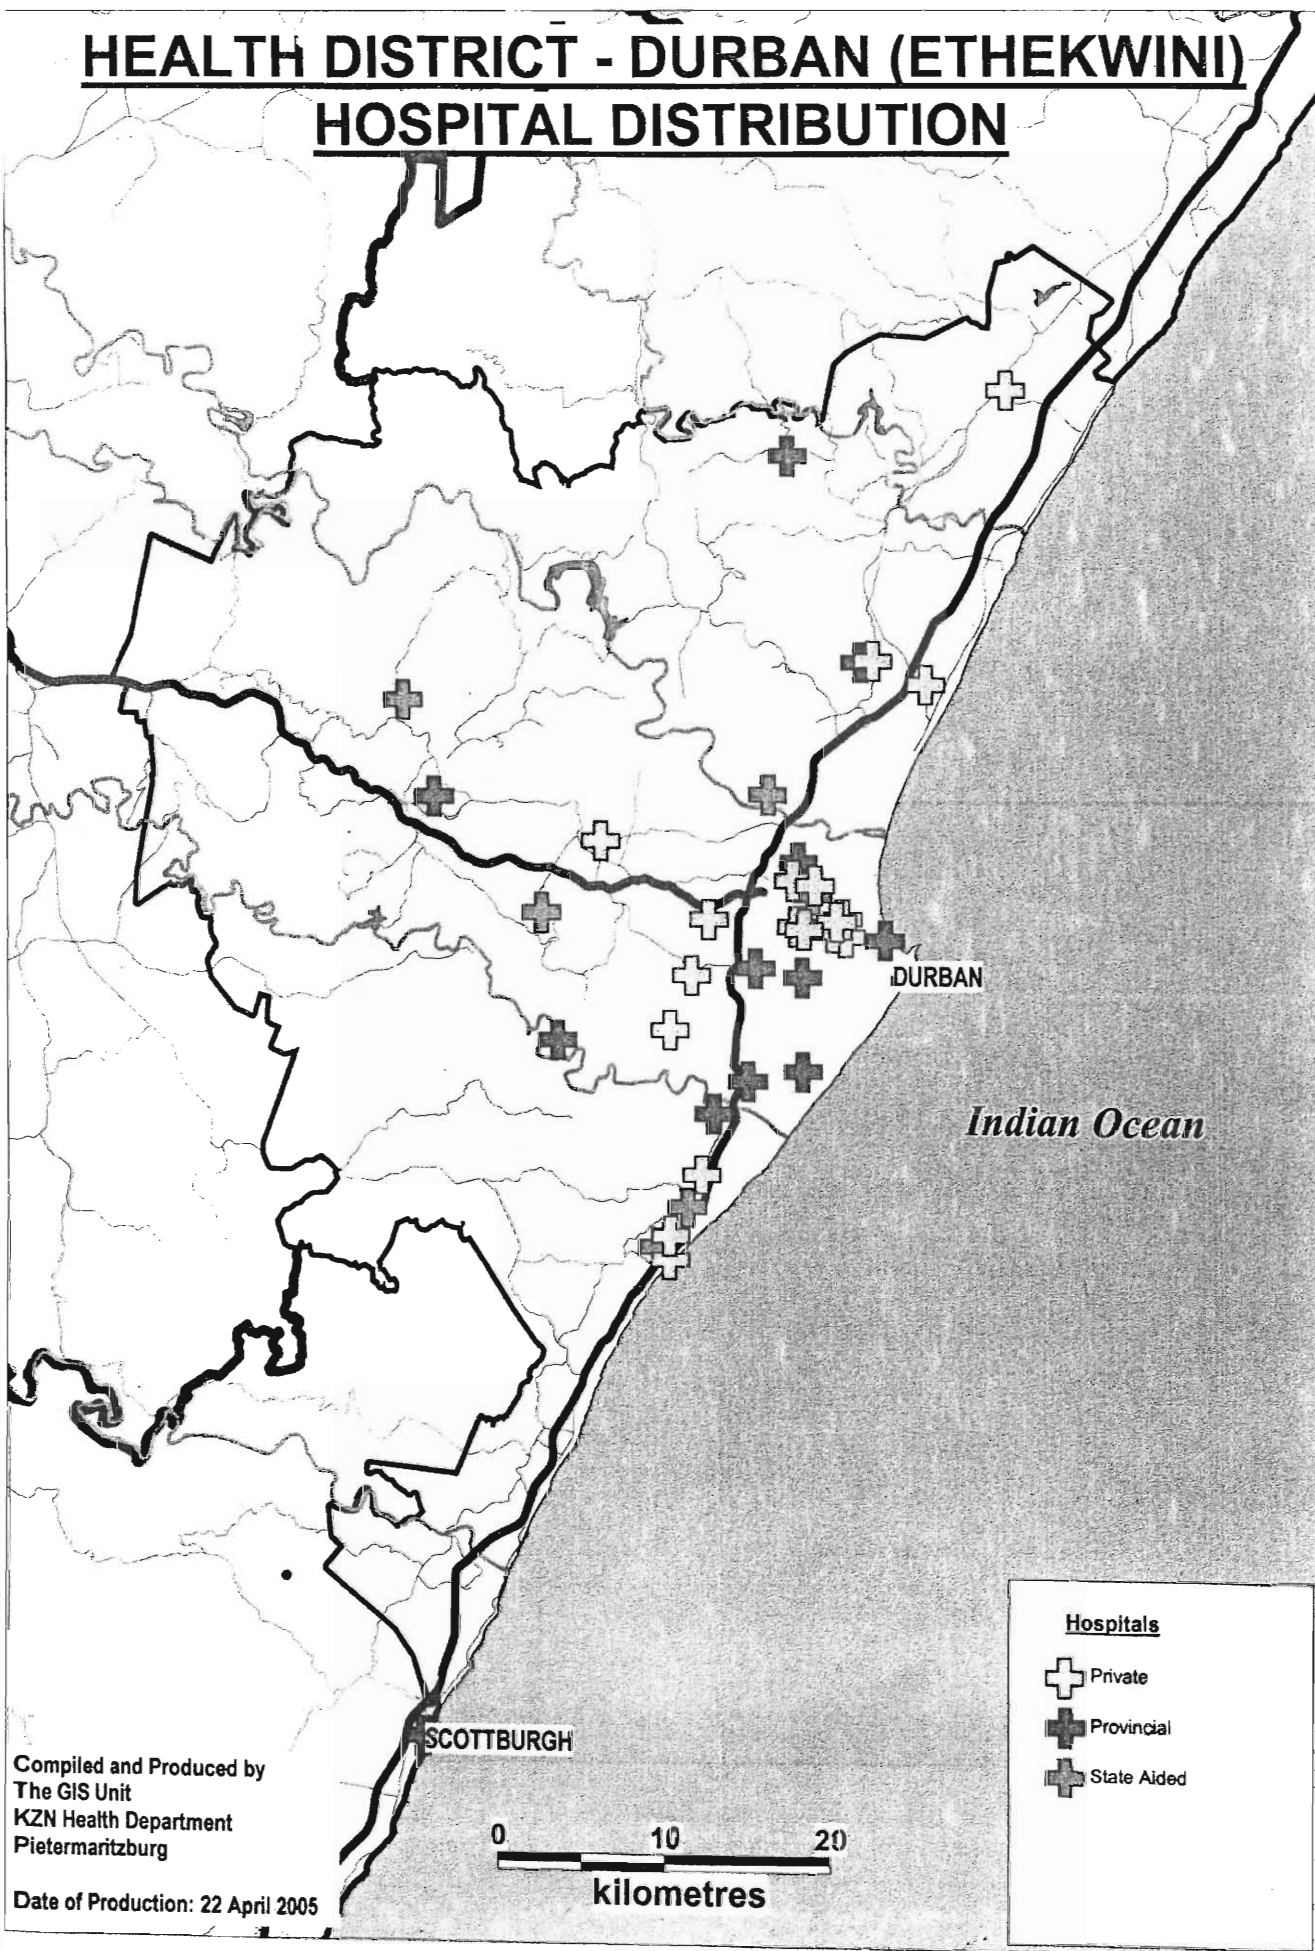 HEALTH DISTRICT - DURBAN (ETHEKWINI)
HOSPITAL DISTRIBUTION
DURBAN
Indian Ocean
Hospitals
Private
Provincial
State Aided
SCOTTBURGH
Compiled and Produced by
The GIS Unit
KZN Health Department
Pietermaritzburg
Date of Production: 22 April 2005
0 10 20
kilometres